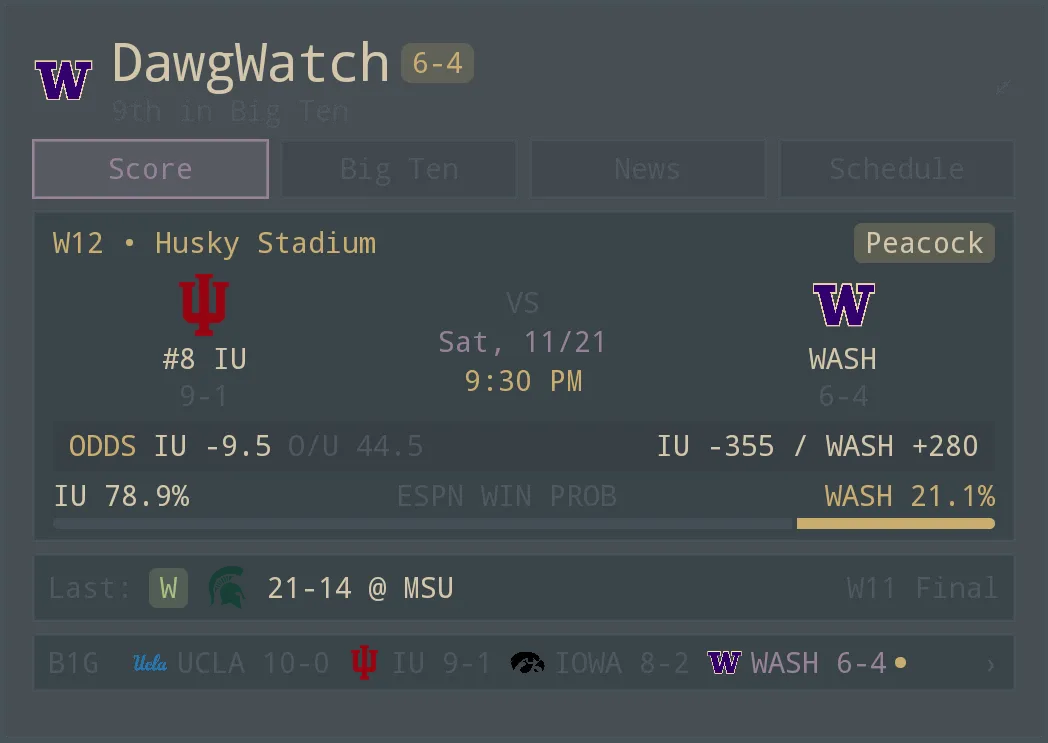 DawgWatch 6-4
9th in Big Ten
Score Big Ten News Schedule
W12 • Husky Stadium Peacock
VS
Sat, 11/21
#8 IU 9:30 PM WASH
9-1 6-4
ODDS IU -9.5 O/U 44.5 IU -355 / WASH +280
IU 78.9% ESPN WIN PROB WASH 21.1%
Last: W 21-14 @ MSU W11 Final
B1G Ucla UCLA 10-0 IU 9-1 IOWA 8-2 W WASH 6-4 ›